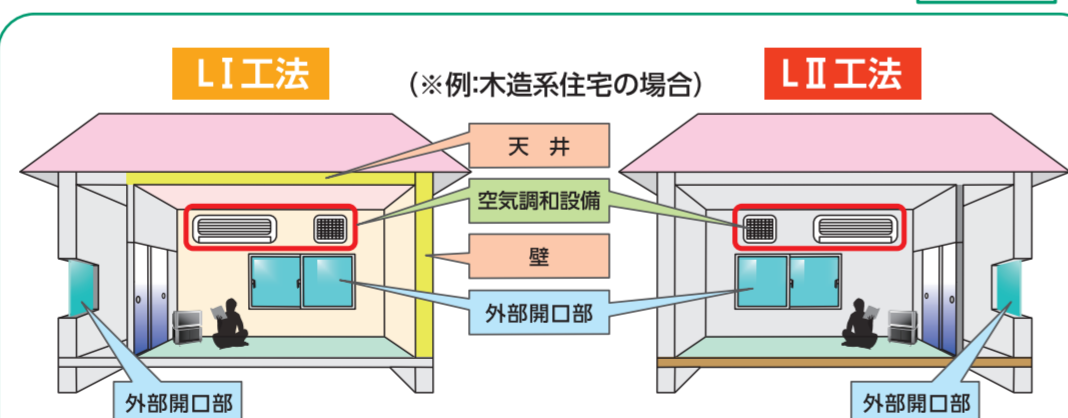 LⅠ工法
(※例:木造系住宅の場合)
LⅡ工法
天 井
空気調和設備
壁
外部開口部
外部開口部
外部開口部